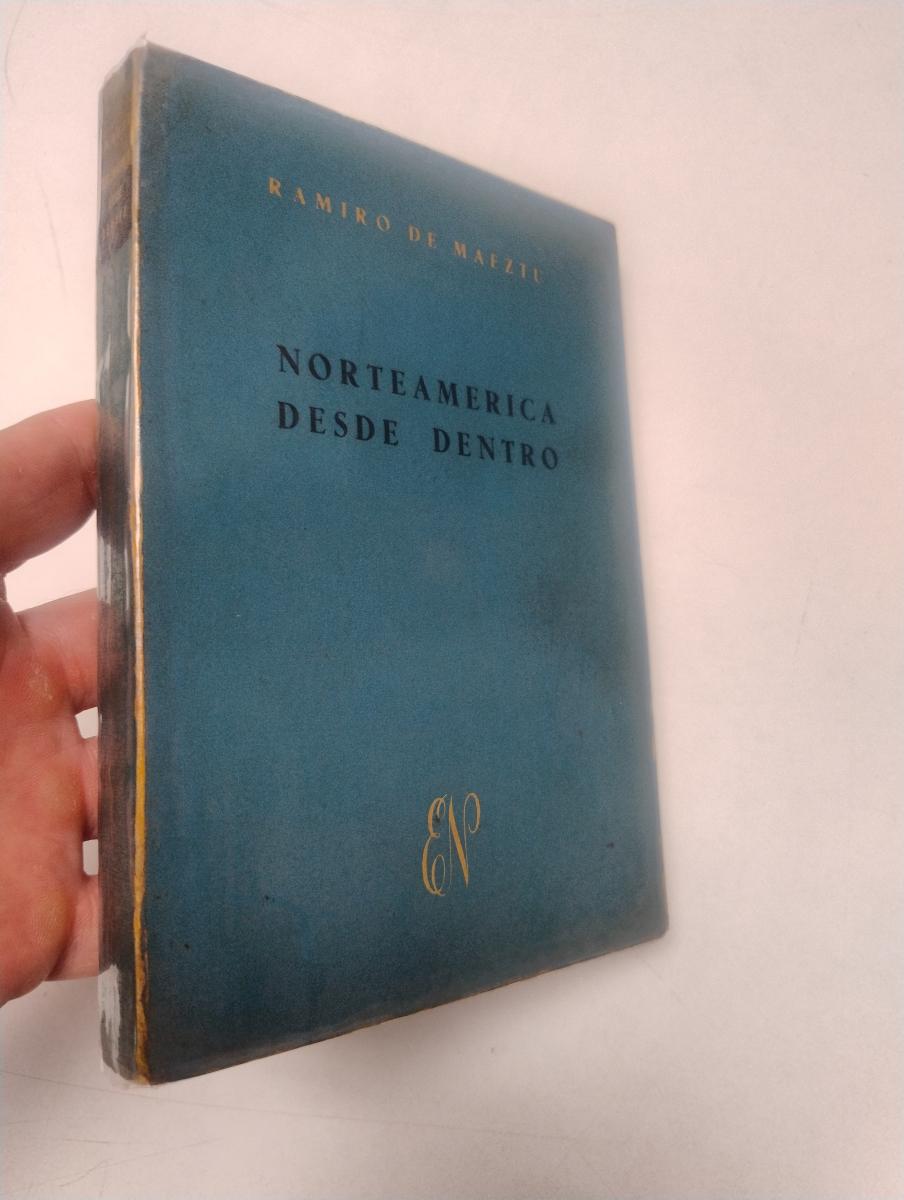 RAMIRO DE MAEZTU
NORTEAMERICA
DESDE DENTRO
EN